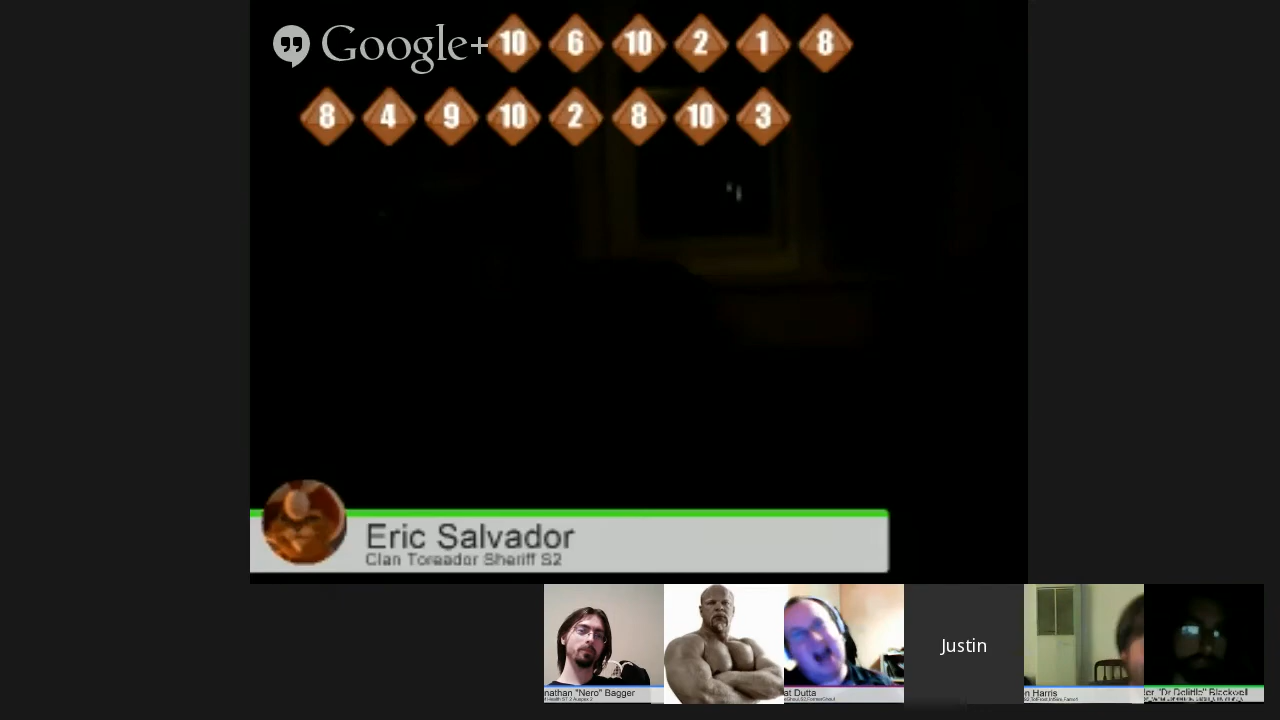 Google+ 10 6 10 2 1 8
8 4 9 10 2 8 10 3
Eric Salvador
Clan Toreador Sheriff S2
Justin
nathan "Nero" Bagger
at Dutta
n Harris
"Dr Dolittle" Blackwell